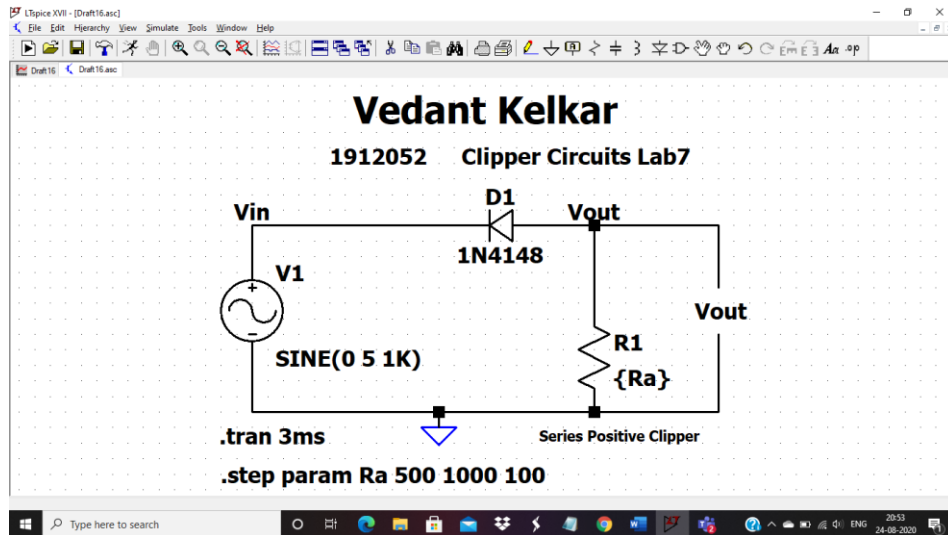 LTspice XVII - [Draft16.asc]
File Edit Hierarchy View Simulate Tools Window Help
Draft16 Draft16.asc
Vedant Kelkar
1912052 Clipper Circuits Lab7
D1
Vin
Vout
1N4148
V1
Vout
R1
SINE(0 5 1K)
{Ra}
.tran 3ms
Series Positive Clipper
.step param Ra 500 1000 100
Type here to search
ENG
20:53
24-08-2020